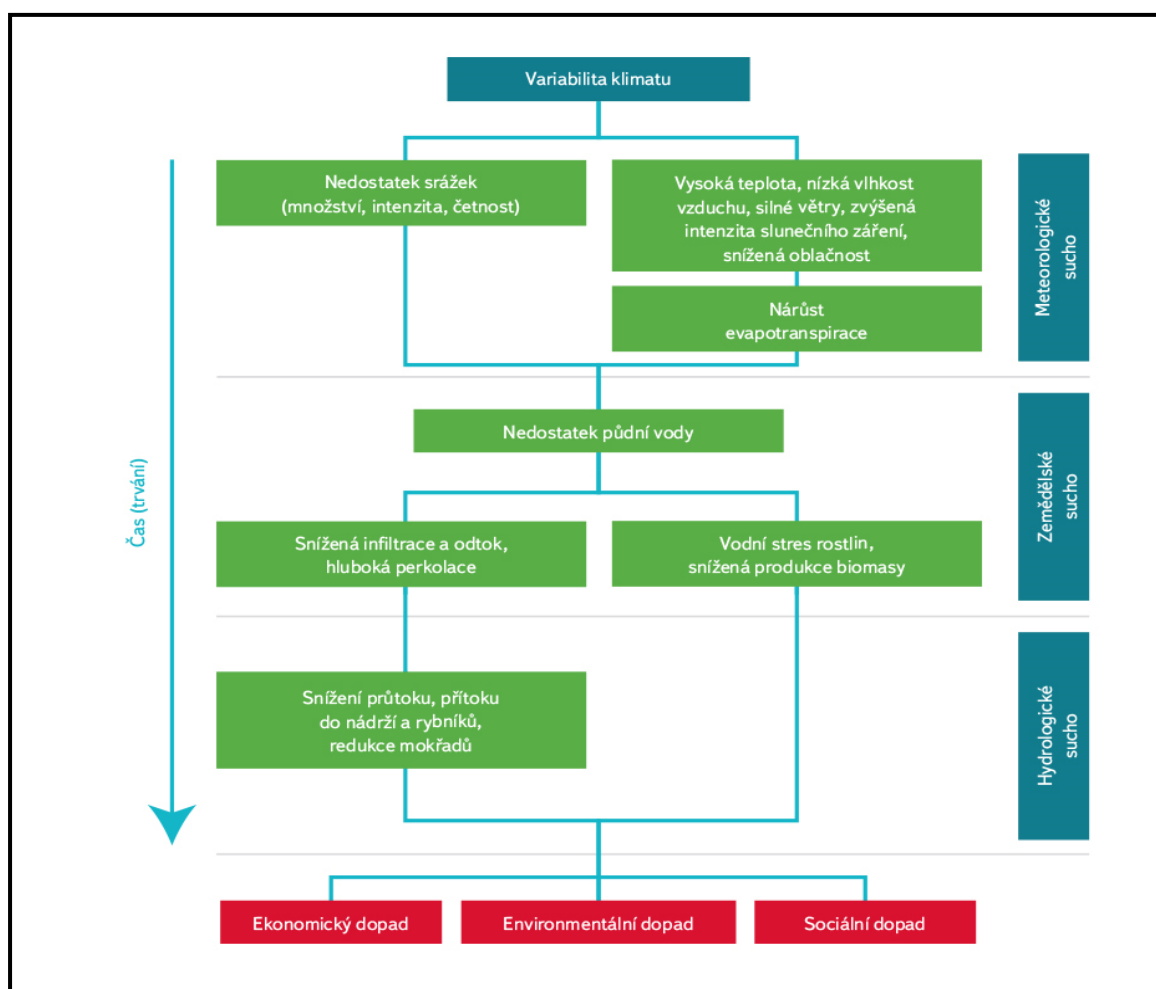 Variabilita klimatu
Nedostatek srážek
(množství, intenzita, četnost)
Vysoká teplota, nízká vlhkost
vzduchu, silné větry, zvýšená
intenzita slunečního záření,
snížená oblačnost
Nárůst
evapotranspirace
Meteorologické
sucho
Nedostatek půdní vody
Snížená infiltrace a odtok,
hluboká perkolace
Vodní stres rostlin,
snížená produkce biomasy
Zemědělské
sucho
Čas (trvání)
Snížení průtoku, přítoku
do nádrží a rybníků,
redukce mokřadů
Hydrologické
sucho
Ekonomický dopad
Environmentální dopad
Sociální dopad